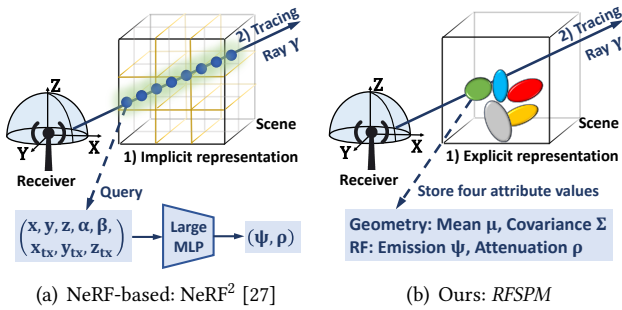 2) Tracing
Ray γ
Z
X
Y
Receiver
Scene
1) Implicit representation
Query
(x, y, z, α, β,
x_tx, y_tx, z_tx)
Large
MLP
(ψ, ρ)
(a) NeRF-based: NeRF² [27]
2) Tracing
Ray γ
Z
X
Y
Receiver
Scene
1) Explicit representation
Store four attribute values
Geometry: Mean μ, Covariance Σ
RF: Emission ψ, Attenuation ρ
(b) Ours: RFSPM